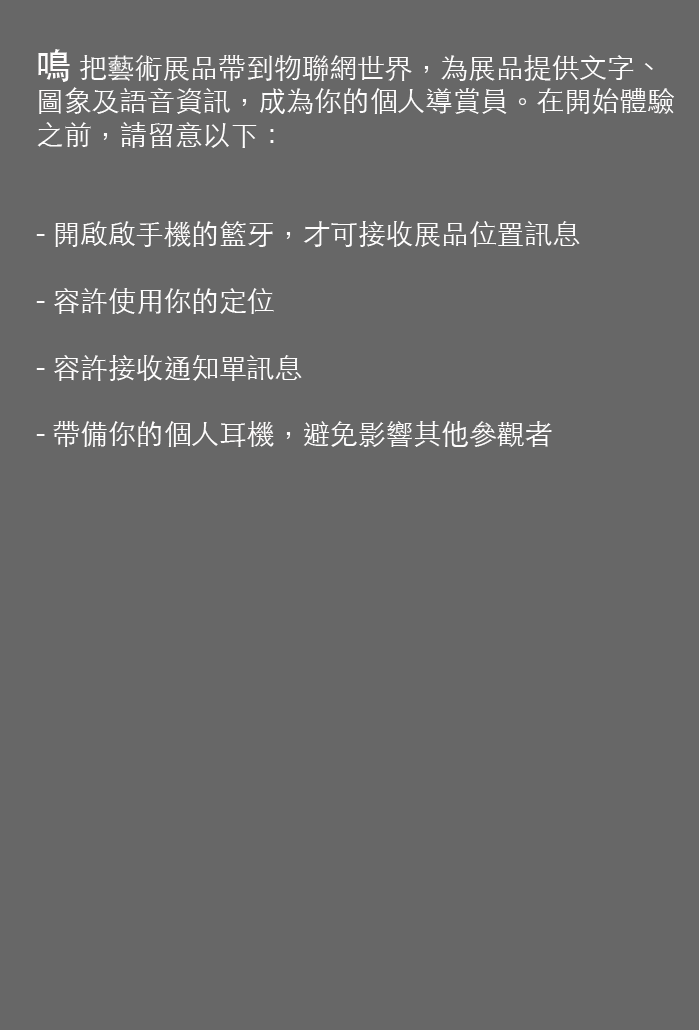 鳴 把藝術展品帶到物聯網世界，為展品提供文字、
圖象及語音資訊，成為你的個人導賞員。在開始體驗
之前，請留意以下：
- 開啟啟手機的籃牙，才可接收展品位置訊息
- 容許使用你的定位
- 容許接收通知單訊息
- 帶備你的個人耳機，避免影響其他參觀者